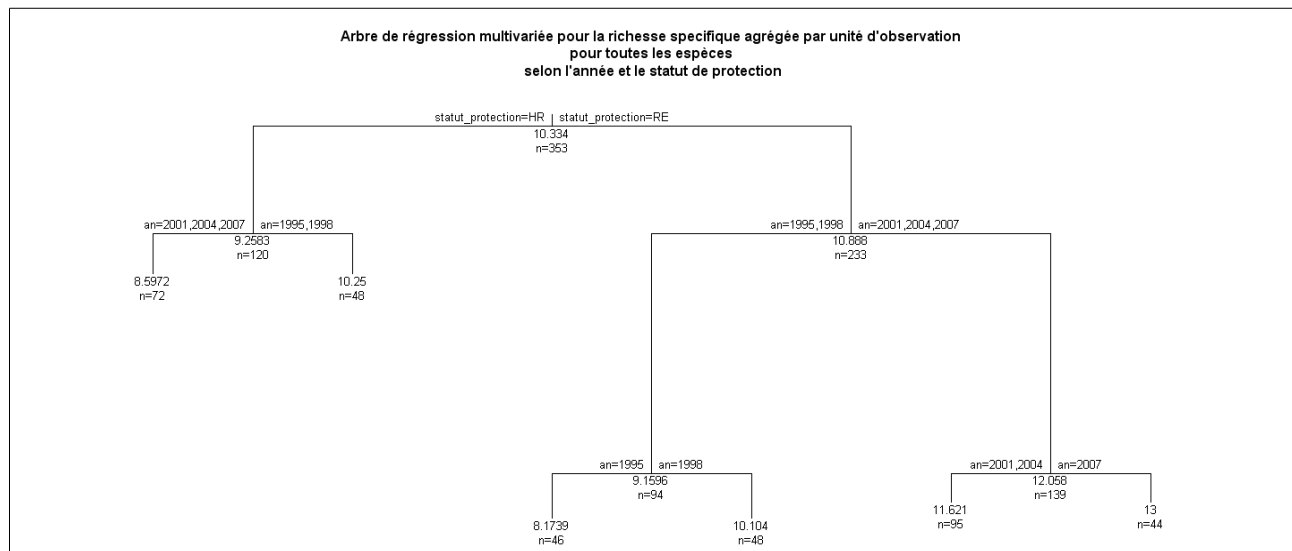 Arbre de régression multivariée pour la richesse specifique agrégée par unité d'observation
pour toutes les espèces
selon l'année et le statut de protection
statut_protection=HR statut_protection=RE
10.334
n=353
an=2001,2004,2007 an=1995,1998
9.2583
n=120
8.5972
n=72
10.25
n=48
an=1995,1998 an=2001,2004,2007
10.888
n=233
an=1995 an=1998
9.1596
n=94
8.1739
n=46
10.104
n=48
an=2001,2004 an=2007
12.058
n=139
11.621
n=95
13
n=44